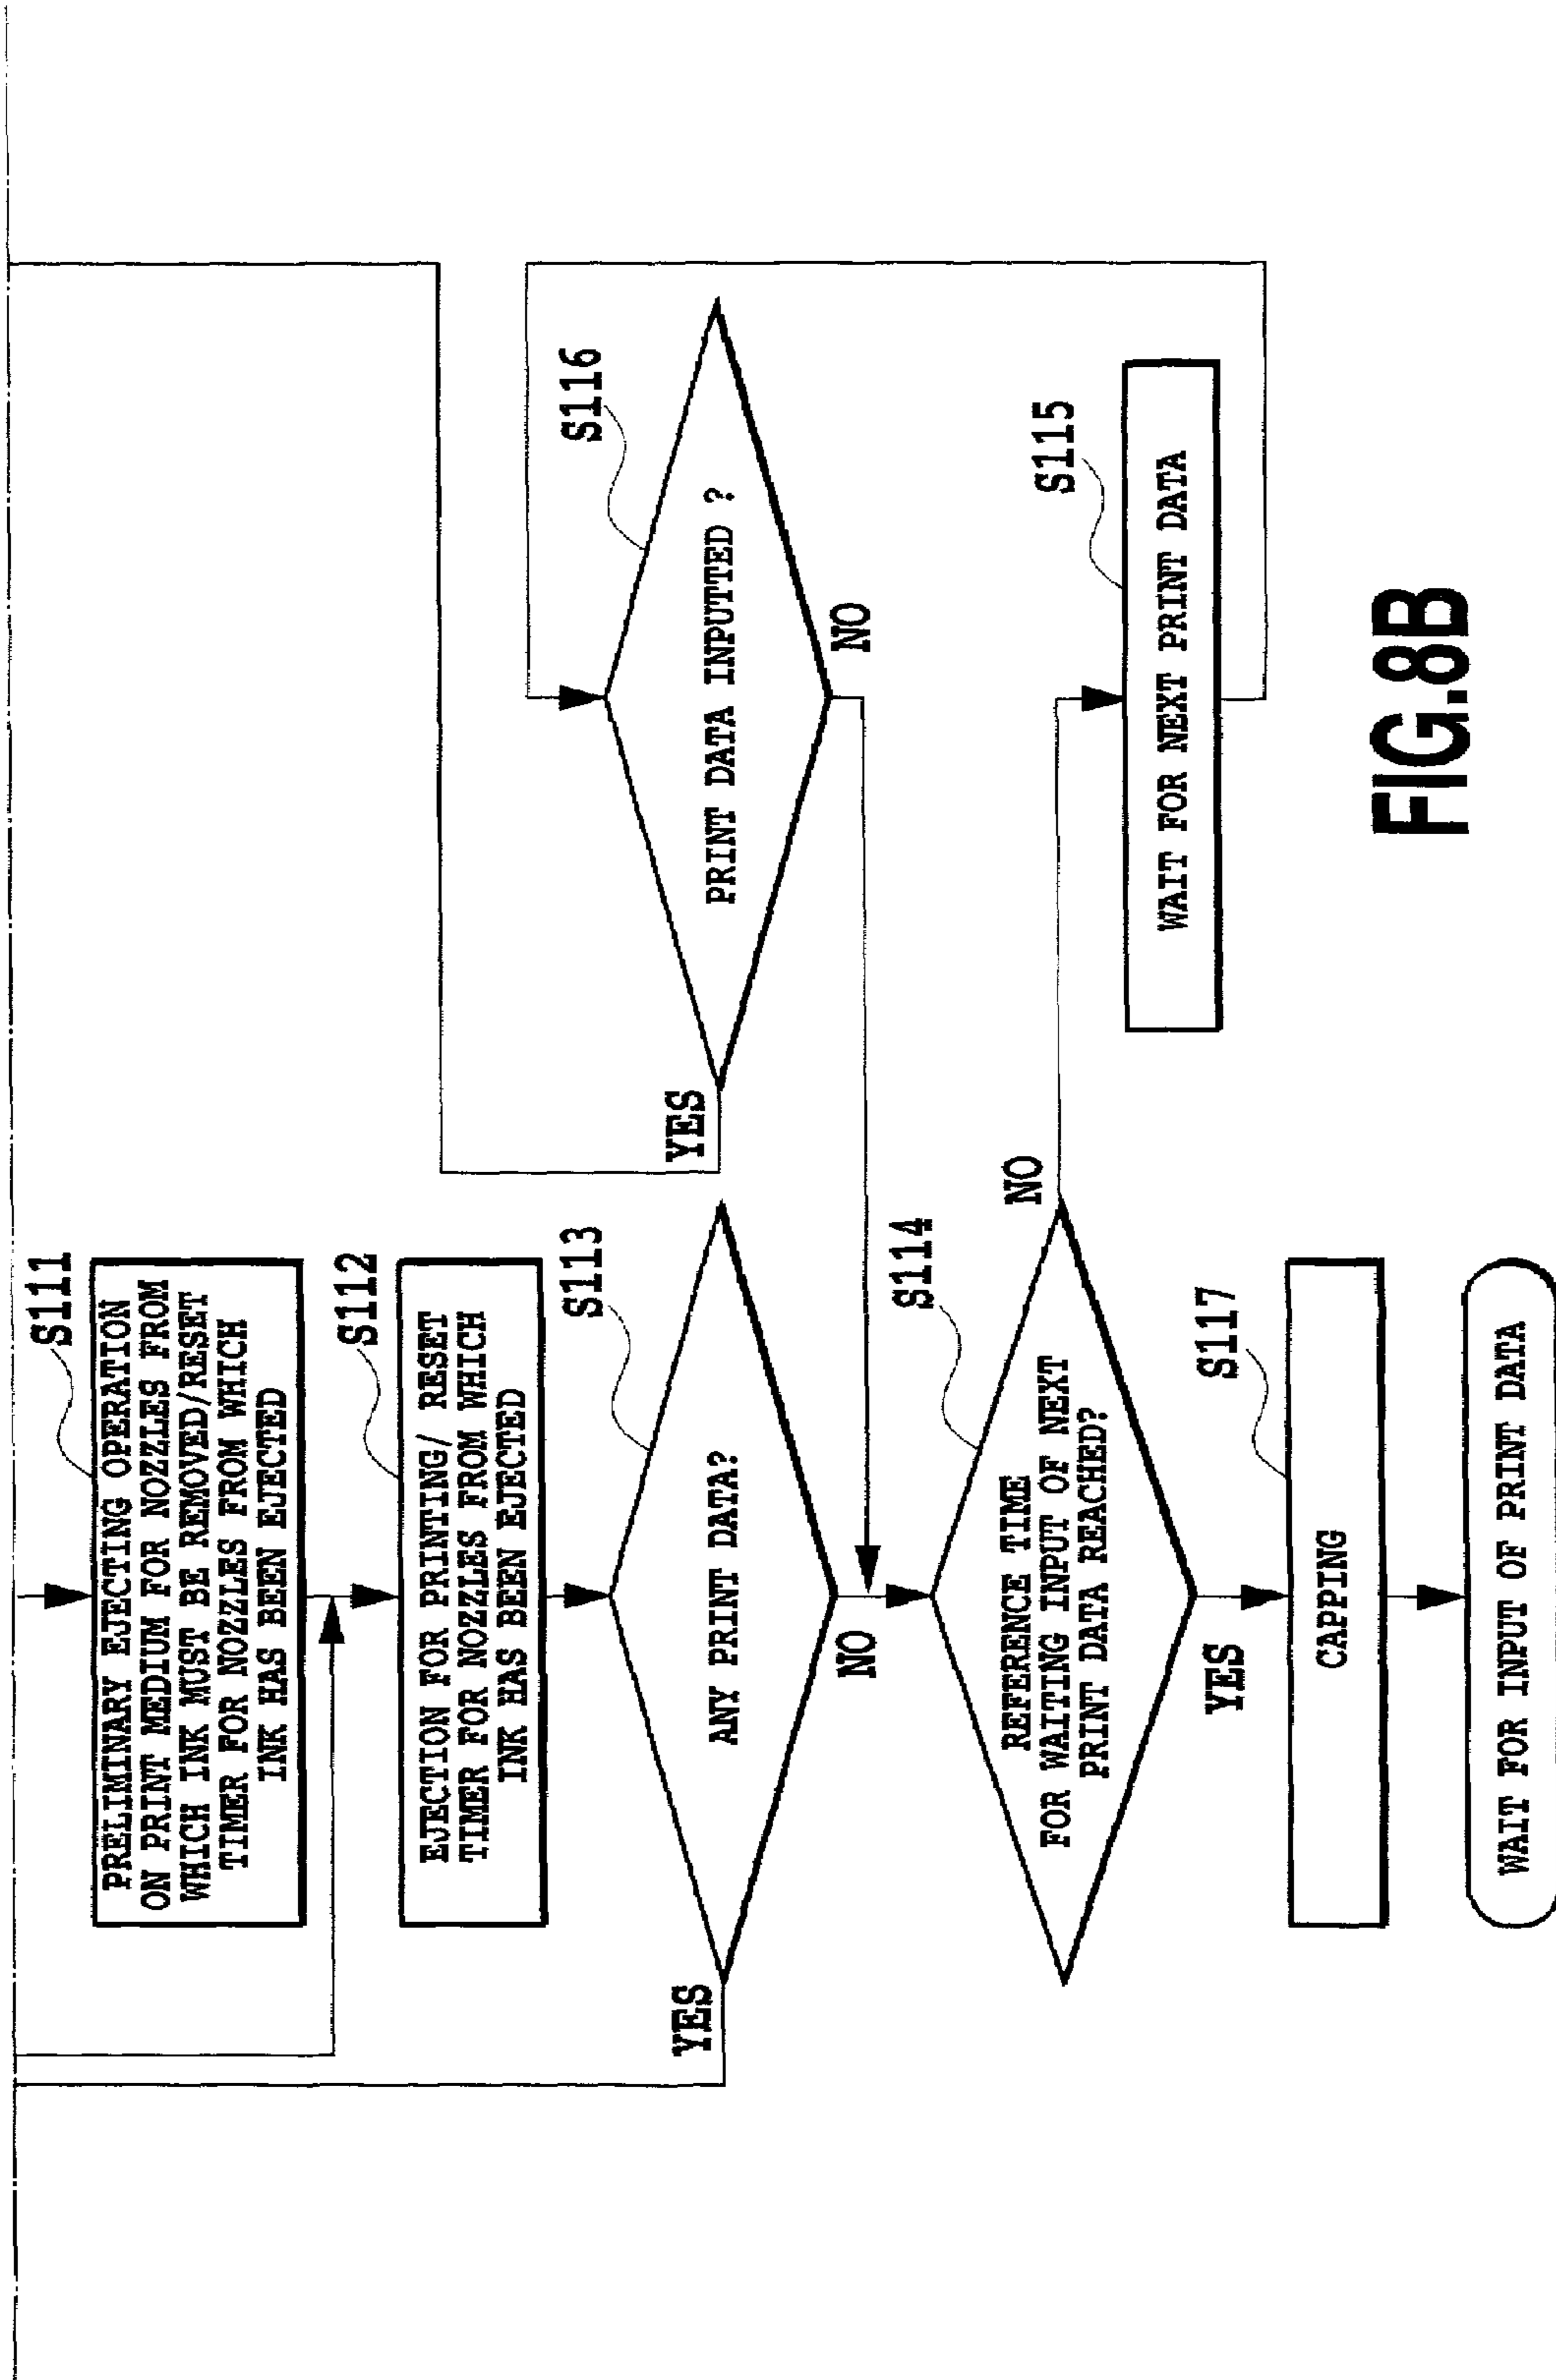 S111
PRELIMINARY EJECTING OPERATION
ON PRINT MEDIUM FOR NOZZLES FROM
WHICH INK MUST BE REMOVED/RESET
TIMER FOR NOZZLES FROM WHICH
INK HAS BEEN EJECTED
S112
EJECTION FOR PRINTING/ RESET
TIMER FOR NOZZLES FROM WHICH
INK HAS BEEN EJECTED
S113
YES
ANY PRINT DATA?
NO
S116
YES
PRINT DATA INPUTTED ?
NO
S114
REFERENCE TIME
FOR WAITING INPUT OF NEXT
PRINT DATA REACHED?
NO
YES
S115
WAIT FOR NEXT PRINT DATA
S117
CAPPING
WAIT FOR INPUT OF PRINT DATA
FIG.8B